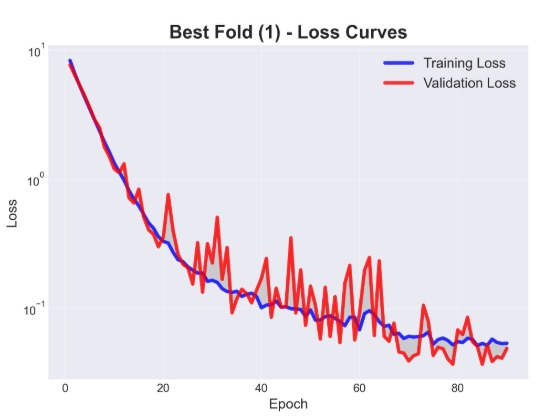 Best Fold (1) - Loss Curves
Training Loss
Validation Loss
10¹
10⁰
10⁻¹
Loss
0 20 40 60 80
Epoch